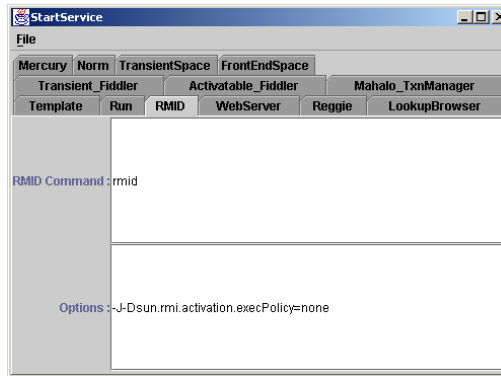 StartService
File
Mercury Norm TransientSpace FrontEndSpace
Transient_Fiddler Activatable_Fiddler Mahalo_TxnManager
Template Run RMID WebServer Reggie LookupBrowser
RMID Command : rmid
Options : -J-Dsun.rmi.activation.execPolicy=none